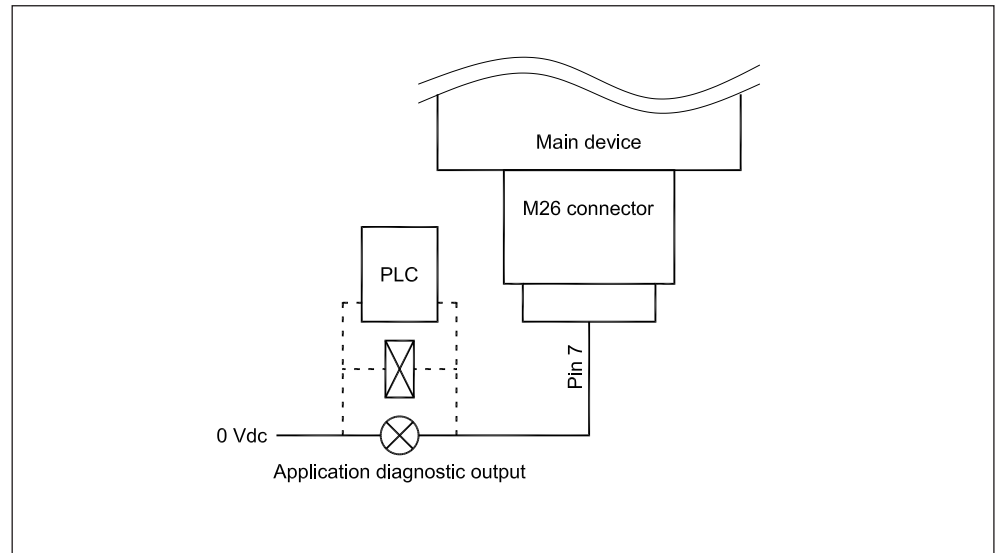 Main device
M26 connector
PLC
Pin 7
0 Vdc
Application diagnostic output